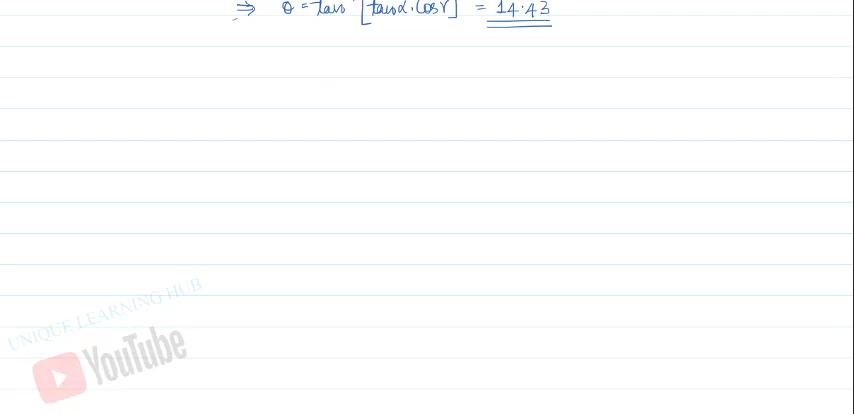 ⇒ θ = tan⁻¹ [tanα.cosγ] = 14.43
UNIQUE LEARNING HUB
YouTube